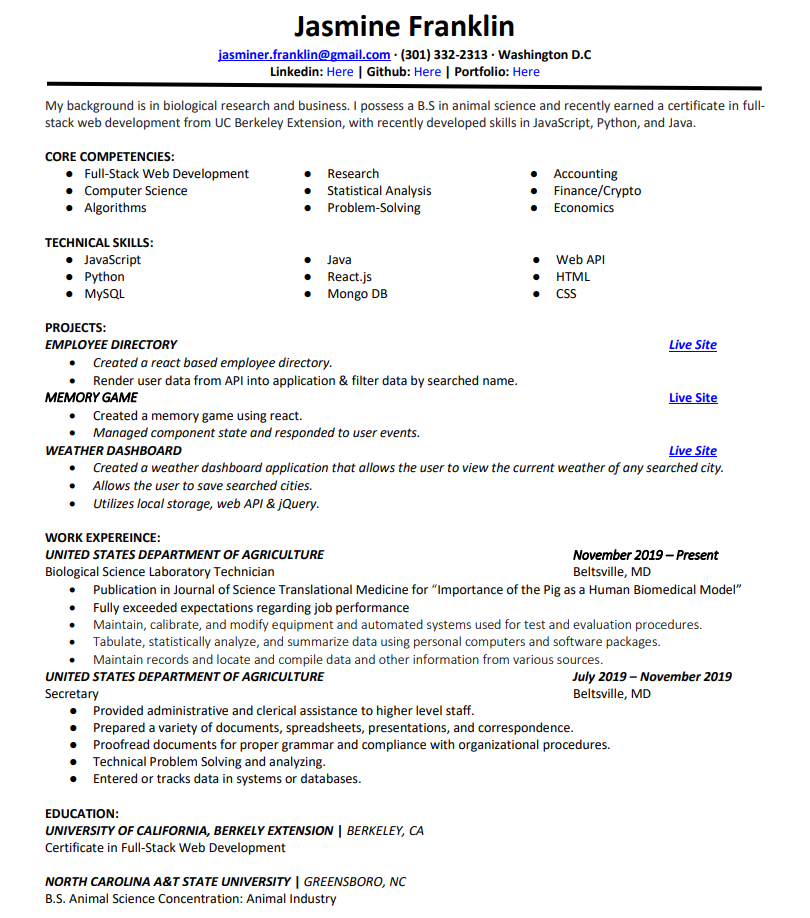 Jasmine Franklin
jasminer.franklin@gmail.com · (301) 332-2313 · Washington D.C
Linkedin: Here | Github: Here | Portfolio: Here
My background is in biological research and business. I possess a B.S in animal science and recently earned a certificate in full-
stack web development from UC Berkeley Extension, with recently developed skills in JavaScript, Python, and Java.
CORE COMPETENCIES:
● Full-Stack Web Development ● Research ● Accounting
● Computer Science ● Statistical Analysis ● Finance/Crypto
● Algorithms ● Problem-Solving ● Economics
TECHNICAL SKILLS:
● JavaScript ● Java ● Web API
● Python ● React.js ● HTML
● MySQL ● Mongo DB ● CSS
PROJECTS:
EMPLOYEE DIRECTORY Live Site
• Created a react based employee directory.
• Render user data from API into application & filter data by searched name.
MEMORY GAME Live Site
• Created a memory game using react.
• Managed component state and responded to user events.
WEATHER DASHBOARD Live Site
• Created a weather dashboard application that allows the user to view the current weather of any searched city.
• Allows the user to save searched cities.
• Utilizes local storage, web API & jQuery.
WORK EXPEREINCE:
UNITED STATES DEPARTMENT OF AGRICULTURE November 2019 – Present
Biological Science Laboratory Technician Beltsville, MD
• Publication in Journal of Science Translational Medicine for “Importance of the Pig as a Human Biomedical Model”
• Fully exceeded expectations regarding job performance
• Maintain, calibrate, and modify equipment and automated systems used for test and evaluation procedures.
• Tabulate, statistically analyze, and summarize data using personal computers and software packages.
• Maintain records and locate and compile data and other information from various sources.
UNITED STATES DEPARTMENT OF AGRICULTURE July 2019 – November 2019
Secretary Beltsville, MD
● Provided administrative and clerical assistance to higher level staff.
● Prepared a variety of documents, spreadsheets, presentations, and correspondence.
● Proofread documents for proper grammar and compliance with organizational procedures.
● Technical Problem Solving and analyzing.
● Entered or tracks data in systems or databases.
EDUCATION:
UNIVERSITY OF CALIFORNIA, BERKELY EXTENSION | BERKELEY, CA
Certificate in Full-Stack Web Development
NORTH CAROLINA A&T STATE UNIVERSITY | GREENSBORO, NC
B.S. Animal Science Concentration: Animal Industry